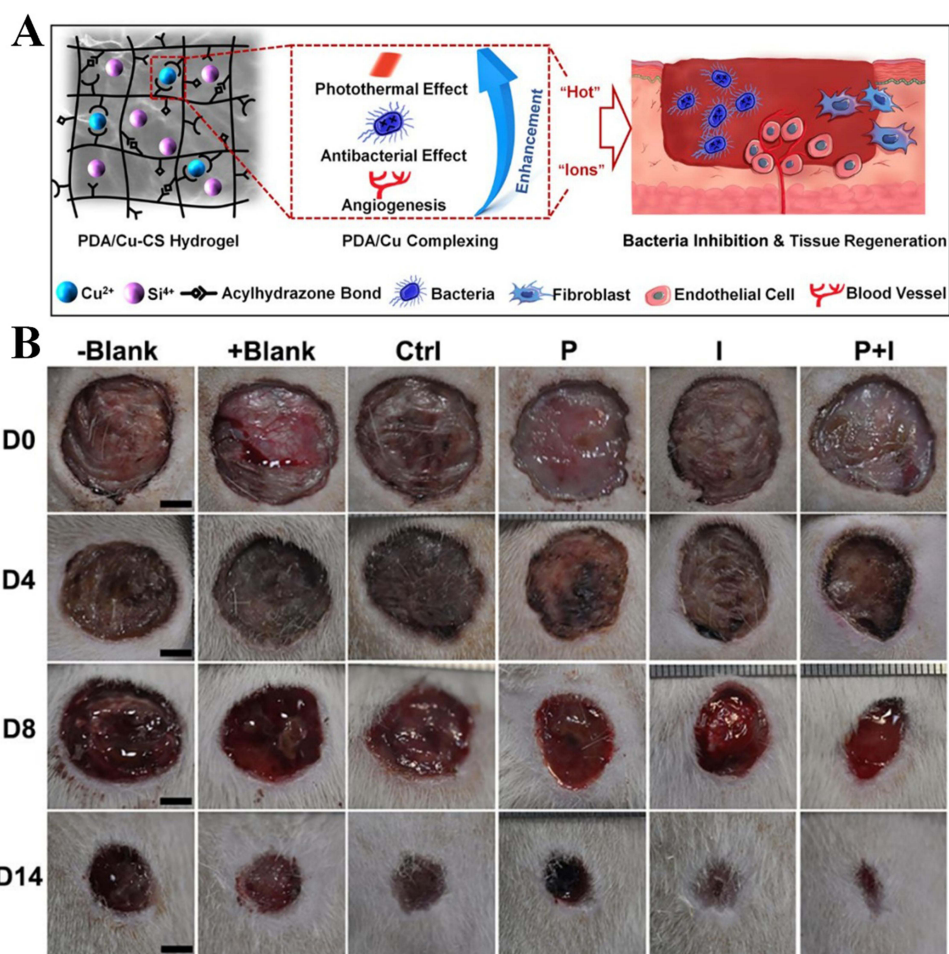 A
Photothermal Effect
Antibacterial Effect
Angiogenesis
Enhancement
“Hot”
“Ions”
PDA/Cu-CS Hydrogel
PDA/Cu Complexing
Bacteria Inhibition & Tissue Regeneration
Cu²⁺ Si⁴⁺ Acylhydrazone Bond Bacteria Fibroblast Endothelial Cell Blood Vessel
B
-Blank +Blank Ctrl P I P+I
D0
D4
D8
D14